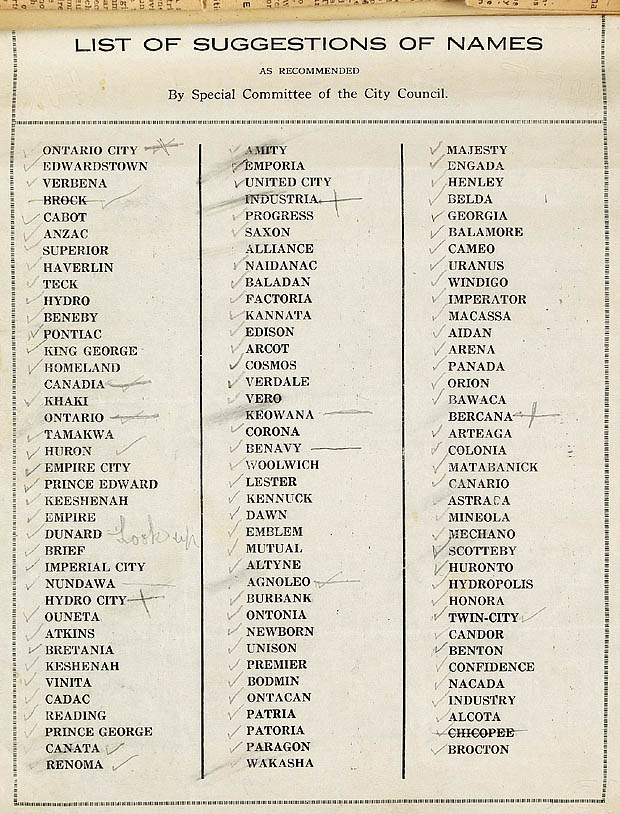 LIST OF SUGGESTIONS OF NAMES
AS RECOMMENDED
By Special Committee of the City Council.
ONTARIO CITY
EDWARDSTOWN
VERBENA
BROCK
CABOT
ANZAC
SUPERIOR
HAVERLIN
TECK
HYDRO
BENEBY
PONTIAC
KING GEORGE
HOMELAND
CANADIA
KHAKI
ONTARIO
TAMAKWA
HURON
EMPIRE CITY
PRINCE EDWARD
KEESHENAH
EMPIRE
DUNARD Look up
BRIEF
IMPERIAL CITY
NUNDAWA
HYDRO CITY
OUNETA
ATKINS
BRETANIA
KESHENAH
VINITA
CADAC
READING
PRINCE GEORGE
CANATA
RENOMA
AMITY
EMPORIA
UNITED CITY
INDUSTRIA
PROGRESS
SAXON
ALLIANCE
NAIDANAC
BALADAN
FACTORIA
KANNATA
EDISON
ARCOT
COSMOS
VERDALE
VERO
KEOWANA
CORONA
BENAVY
WOOLWICH
LESTER
KENNUCK
DAWN
EMBLEM
MUTUAL
ALTYNE
AGNOLEO
BURBANK
ONTONIA
NEWBORN
UNISON
PREMIER
BODMIN
ONTACAN
PATRIA
PATORIA
PARAGON
WAKASHA
MAJESTY
ENGADA
HENLEY
BELDA
GEORGIA
BALAMORE
CAMEO
URANUS
WINDIGO
IMPERATOR
MACASSA
AIDAN
ARENA
PANADA
ORION
BAWACA
BERCANA
ARTEAGA
COLONIA
MATABANICK
CANARIO
ASTRACA
MINEOLA
MECHANO
SCOTTEBY
HURONTO
HYDROPOLIS
HONORA
TWIN-CITY
CANDOR
BENTON
CONFIDENCE
NACADA
INDUSTRY
ALCOTA
CHICOPEE
BROCTON